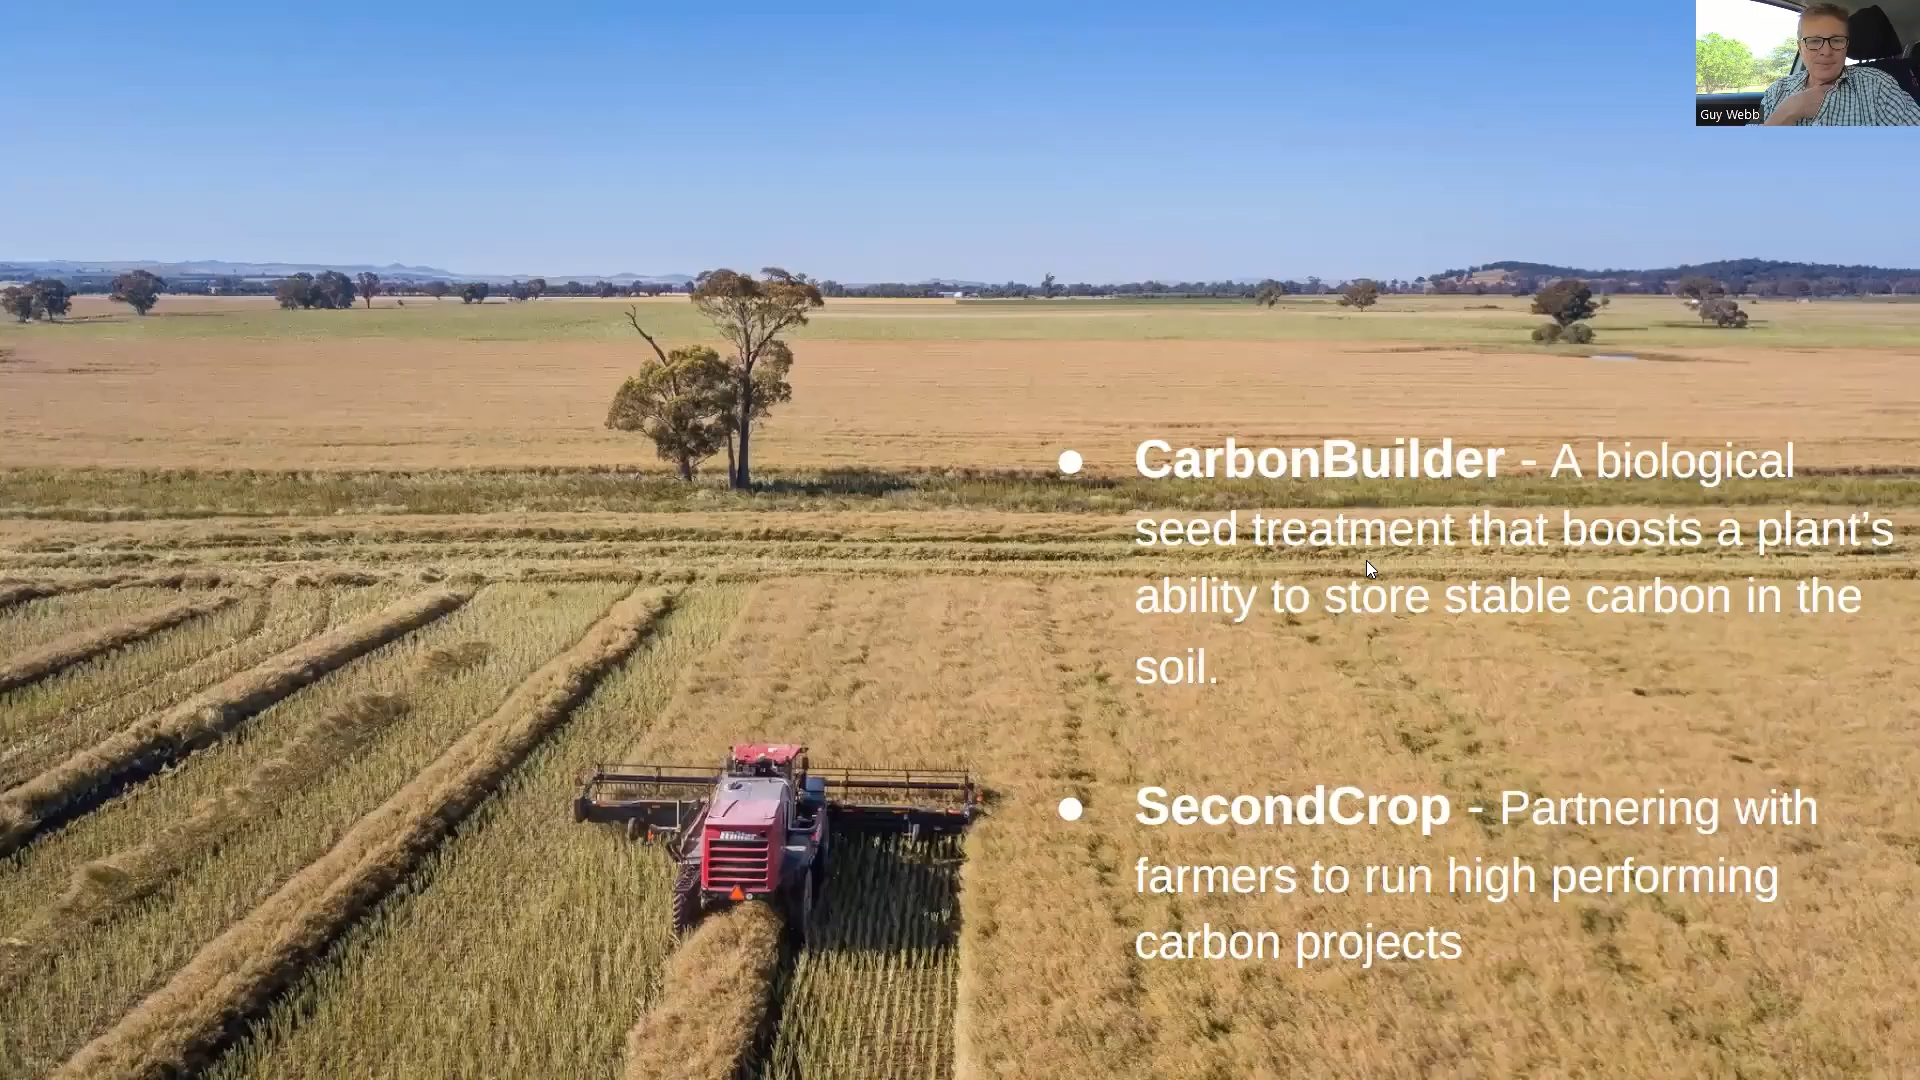 Guy Webb
● CarbonBuilder - A biological
seed treatment that boosts a plant’s
ability to store stable carbon in the
soil.
● SecondCrop - Partnering with
farmers to run high performing
carbon projects